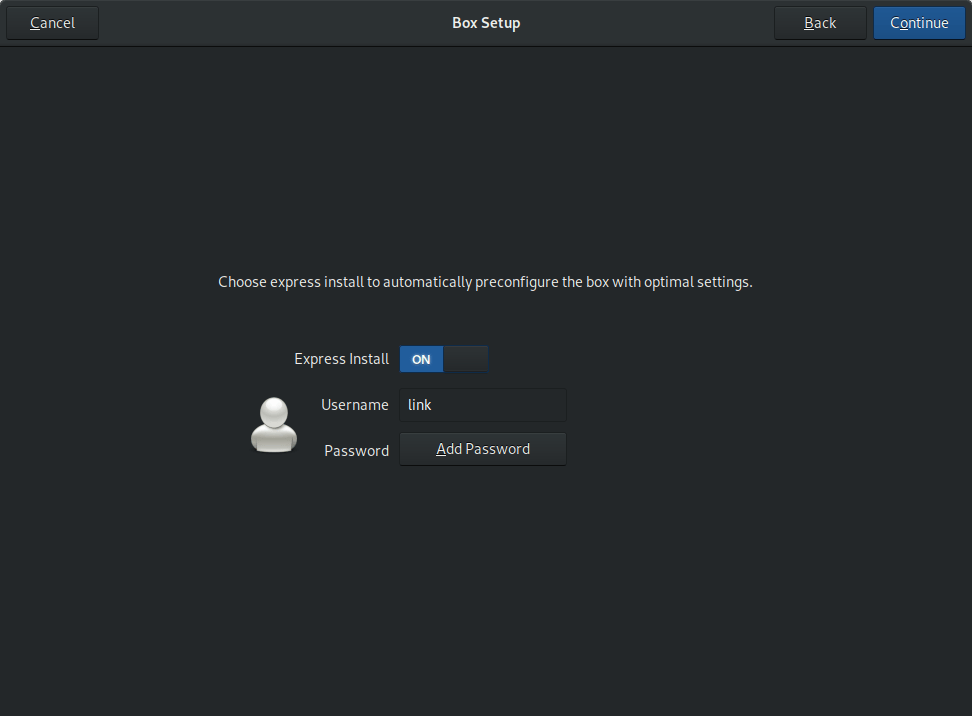 Cancel
Box Setup
Back
Continue
Choose express install to automatically preconfigure the box with optimal settings.
Express Install
ON
Username
link
Password
Add Password